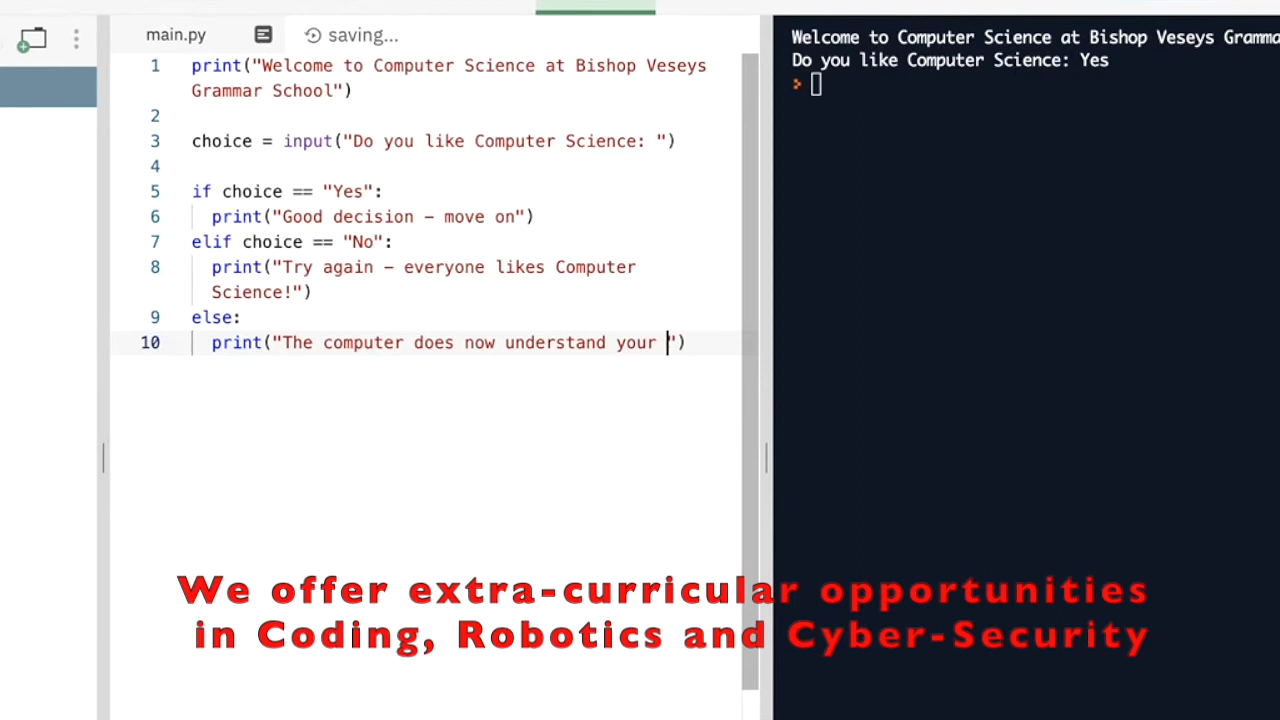 main.py
saving...
1 print("Welcome to Computer Science at Bishop Veseys
Grammar School")
2
3 choice = input("Do you like Computer Science: ")
4
5 if choice == "Yes":
6 print("Good decision – move on")
7 elif choice == "No":
8 print("Try again – everyone likes Computer
Science!")
9 else:
10 print("The computer does now understand your ")
Welcome to Computer Science at Bishop Veseys Gramma
Do you like Computer Science: Yes
>
We offer extra-curricular opportunities
in Coding, Robotics and Cyber-Security